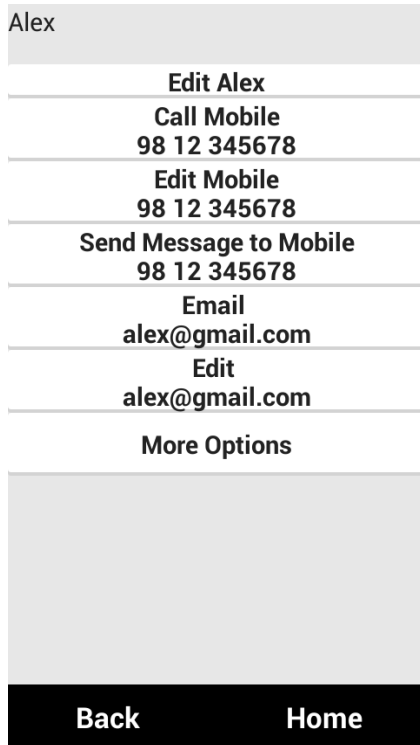 Alex
Edit Alex
Call Mobile
98 12 345678
Edit Mobile
98 12 345678
Send Message to Mobile
98 12 345678
Email
alex@gmail.com
Edit
alex@gmail.com
More Options
Back Home